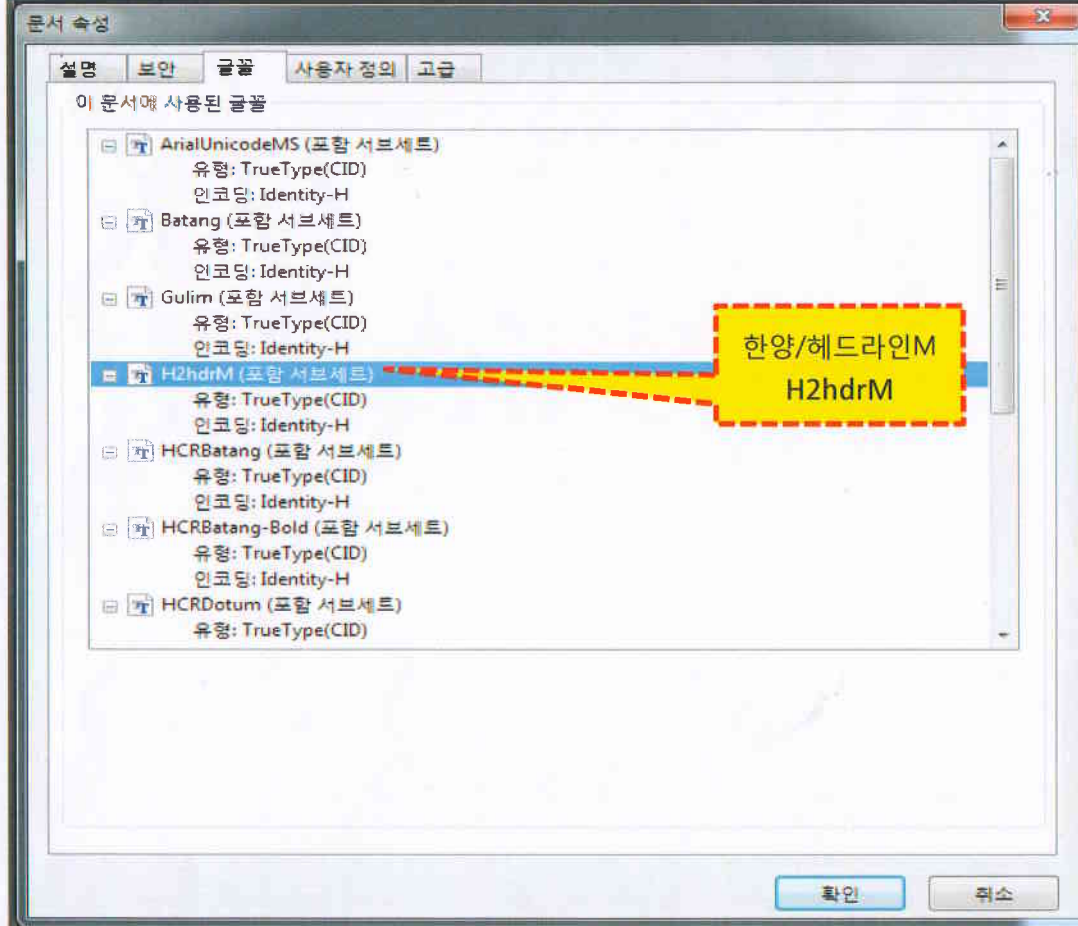 문서 속성
설명 보안 글꼴 사용자 정의 고급
이 문서에 사용된 글꼴
ArialUnicodeMS (포함 서브세트)
유형: TrueType(CID)
인코딩: Identity-H
Batang (포함 서브세트)
유형: TrueType(CID)
인코딩: Identity-H
Gulim (포함 서브세트)
유형: TrueType(CID)
인코딩: Identity-H
한양/헤드라인M
H2hdrM
H2hdrM (포함 서브세트)
유형: TrueType(CID)
인코딩: Identity-H
HCRBatang (포함 서브세트)
유형: TrueType(CID)
인코딩: Identity-H
HCRBatang-Bold (포함 서브세트)
유형: TrueType(CID)
인코딩: Identity-H
HCRDotum (포함 서브세트)
유형: TrueType(CID)
확인 취소